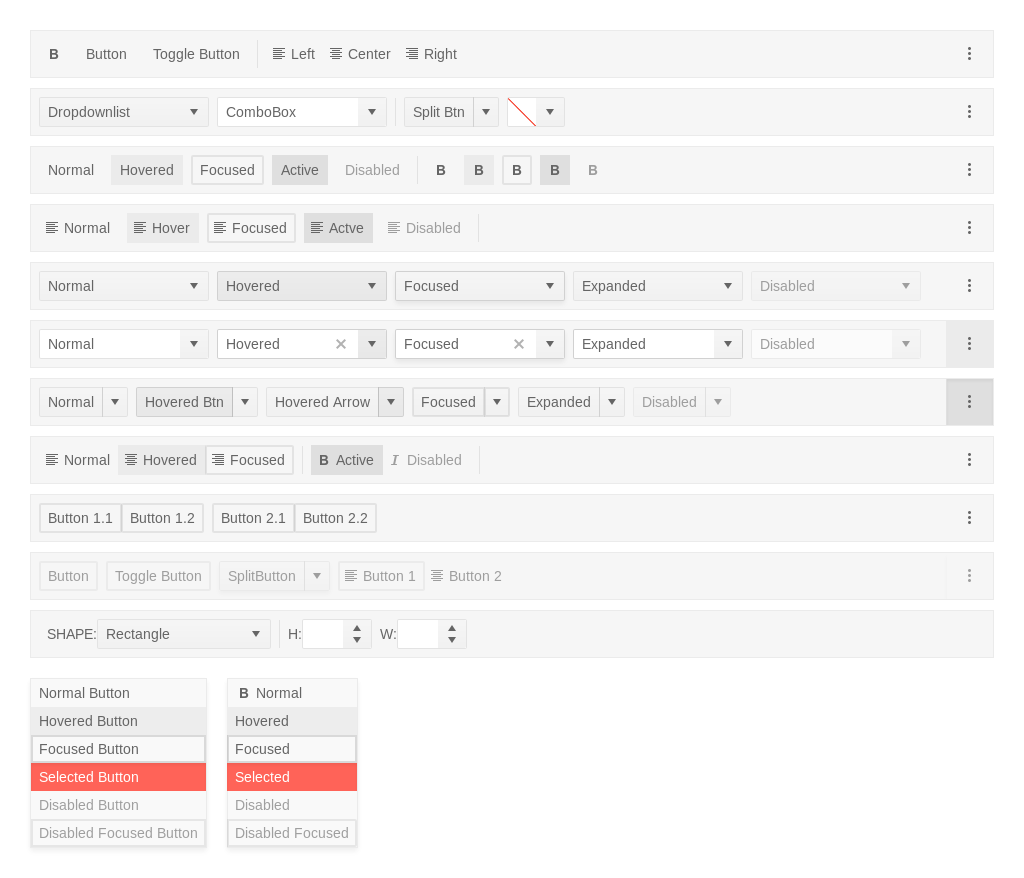 B Button Toggle Button Left Center Right
Dropdownlist ComboBox Split Btn
Normal Hovered Focused Active Disabled B B B B B
Normal Hover Focused Actve Disabled
Normal Hovered Focused Expanded Disabled
Normal Hovered Focused Expanded Disabled
Normal Hovered Btn Hovered Arrow Focused Expanded Disabled
Normal Hovered Focused B Active I Disabled
Button 1.1 Button 1.2 Button 2.1 Button 2.2
Button Toggle Button SplitButton Button 1 Button 2
SHAPE: Rectangle H: W:
Normal Button
Hovered Button
Focused Button
Selected Button
Disabled Button
Disabled Focused Button
B Normal
Hovered
Focused
Selected
Disabled
Disabled Focused